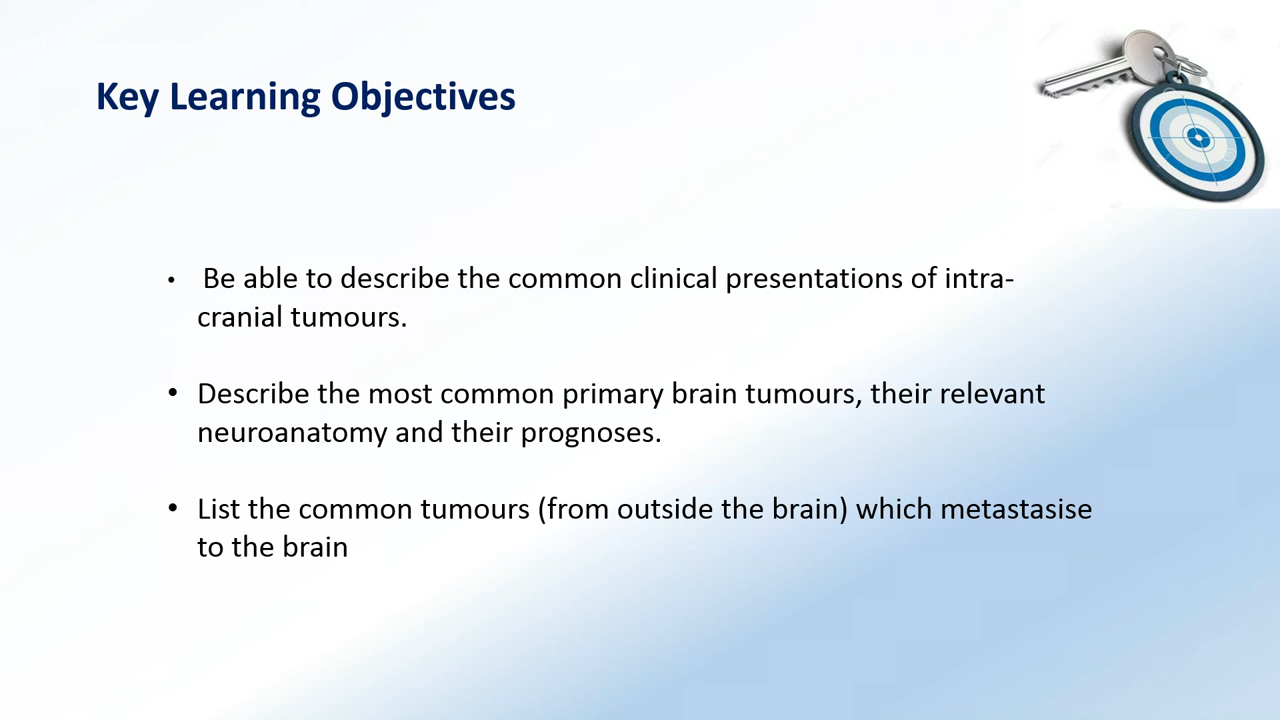 Key Learning Objectives
• Be able to describe the common clinical presentations of intra-
cranial tumours.
• Describe the most common primary brain tumours, their relevant
neuroanatomy and their prognoses.
• List the common tumours (from outside the brain) which metastasise
to the brain